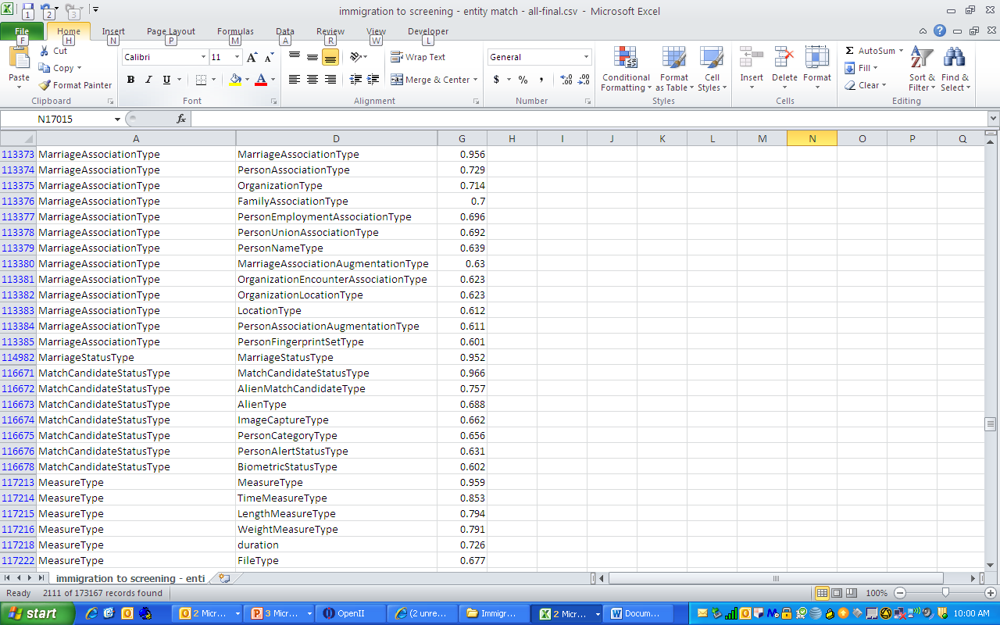 immigration to screening - entity match - all-final.csv - Microsoft Excel
1 2 3
File Home Insert Page Layout Formulas Data Review View Developer
F H N P M A R W L
Paste Cut Calibri 11 A A Wrap Text General Conditional Formatting Format as Table Cell Styles Insert Delete Format Σ AutoSum Sort & Filter Find & Select
Copy Fill
Format Painter B I U A Merge & Center $ % , .00 .0 Clear
Clipboard Font Alignment Number Styles Cells Editing
N17015 fx
A D G H I J K L M N O P Q
113373 MarriageAssociationType MarriageAssociationType 0.956
113374 MarriageAssociationType PersonAssociationType 0.729
113375 MarriageAssociationType OrganizationType 0.714
113376 MarriageAssociationType FamilyAssociationType 0.7
113377 MarriageAssociationType PersonEmploymentAssociationType 0.696
113378 MarriageAssociationType PersonUnionAssociationType 0.692
113379 MarriageAssociationType PersonNameType 0.639
113380 MarriageAssociationType MarriageAssociationAugmentationType 0.63
113381 MarriageAssociationType OrganizationEncounterAssociationType 0.623
113382 MarriageAssociationType OrganizationLocationType 0.623
113383 MarriageAssociationType LocationType 0.612
113384 MarriageAssociationType PersonAssociationAugmentationType 0.611
113385 MarriageAssociationType PersonFingerprintSetType 0.601
114982 MarriageStatusType MarriageStatusType 0.952
116671 MatchCandidateStatusType MatchCandidateStatusType 0.966
116672 MatchCandidateStatusType AlienMatchCandidateType 0.757
116673 MatchCandidateStatusType AlienType 0.688
116674 MatchCandidateStatusType ImageCaptureType 0.662
116675 MatchCandidateStatusType PersonCategoryType 0.656
116676 MatchCandidateStatusType PersonAlertStatusType 0.631
116678 MatchCandidateStatusType BiometricStatusType 0.602
117213 MeasureType MeasureType 0.959
117214 MeasureType TimeMeasureType 0.853
117215 MeasureType LengthMeasureType 0.794
117216 MeasureType WeightMeasureType 0.791
117218 MeasureType duration 0.726
117222 MeasureType FileType 0.677
immigration to screening - enti
Ready 2111 of 173167 records found 100%
start 2 Micr... 3 Micr... OpenII (2 unre... Immigr... 2 Micr... Docum... 10:00 AM